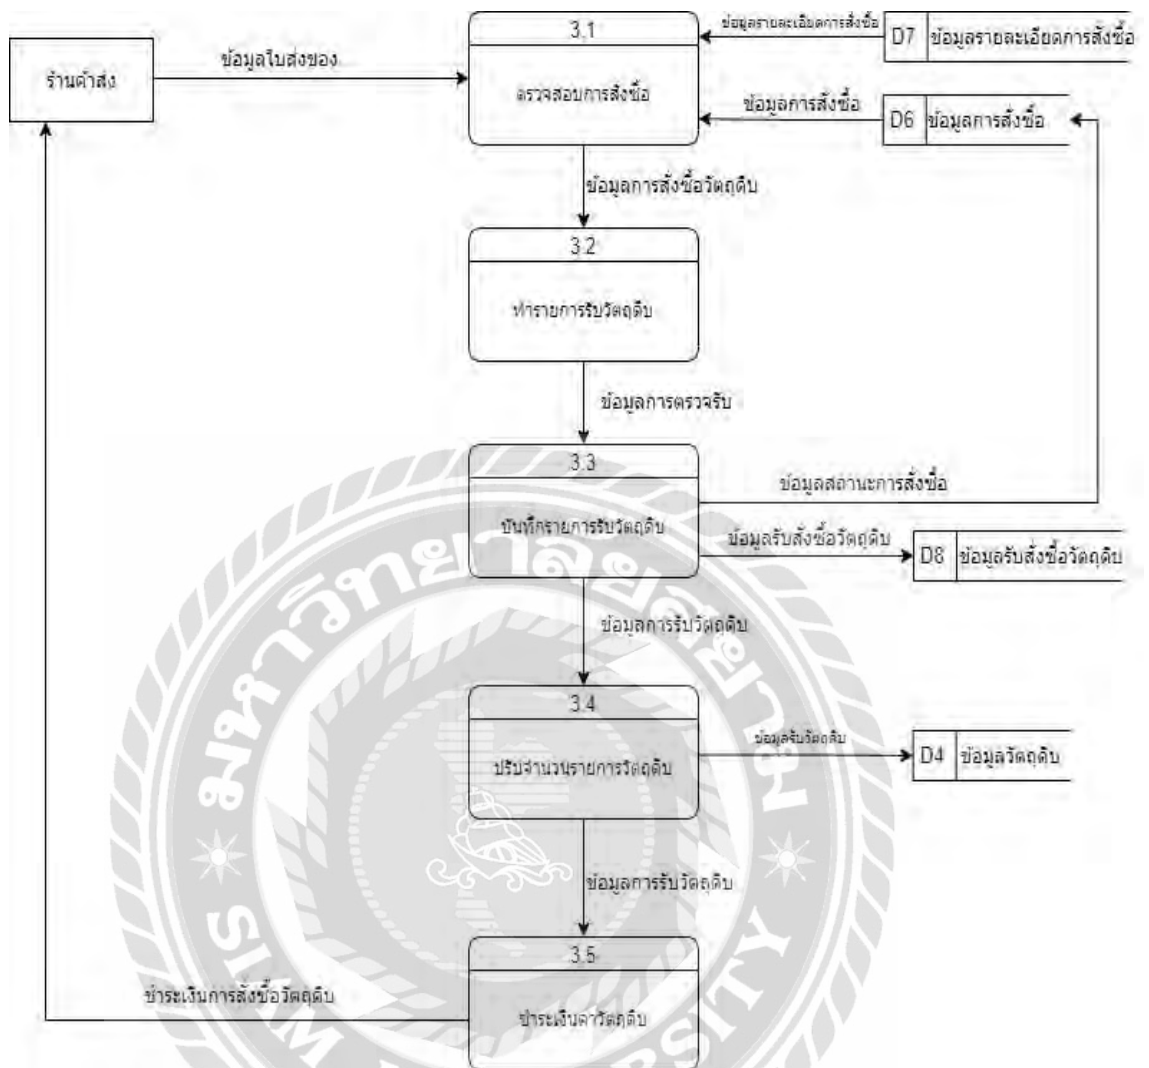 3.1
ข้อมูลรายละเอียดการสั่งซื้อ
D7 ข้อมูลรายละเอียดการสั่งซื้อ
ร้านค้าส่ง
ข้อมูลใบส่งของ
ตรวจสอบการสั่งซื้อ
ข้อมูลการสั่งซื้อ
D6 ข้อมูลการสั่งซื้อ
ข้อมูลการสั่งซื้อวัตถุดิบ
3.2
ทำรายการรับวัตถุดิบ
ข้อมูลการตรวจรับ
3.3
ข้อมูลสถานะการสั่งซื้อ
บันทึกรายการรับวัตถุดิบ
ข้อมูลรับสั่งซื้อวัตถุดิบ
D8 ข้อมูลรับสั่งซื้อวัตถุดิบ
ข้อมูลการรับวัตถุดิบ
3.4
ข้อมูลรับวัตถุดิบ
D4 ข้อมูลวัตถุดิบ
ปรับจำนวนรายการวัตถุดิบ
ข้อมูลการรับวัตถุดิบ
3.5
ชำระเงินการสั่งซื้อวัตถุดิบ
ชำระเงินค่าวัตถุดิบ
มหาวิทยาลัยสยาม
SIAM UNIVERSITY